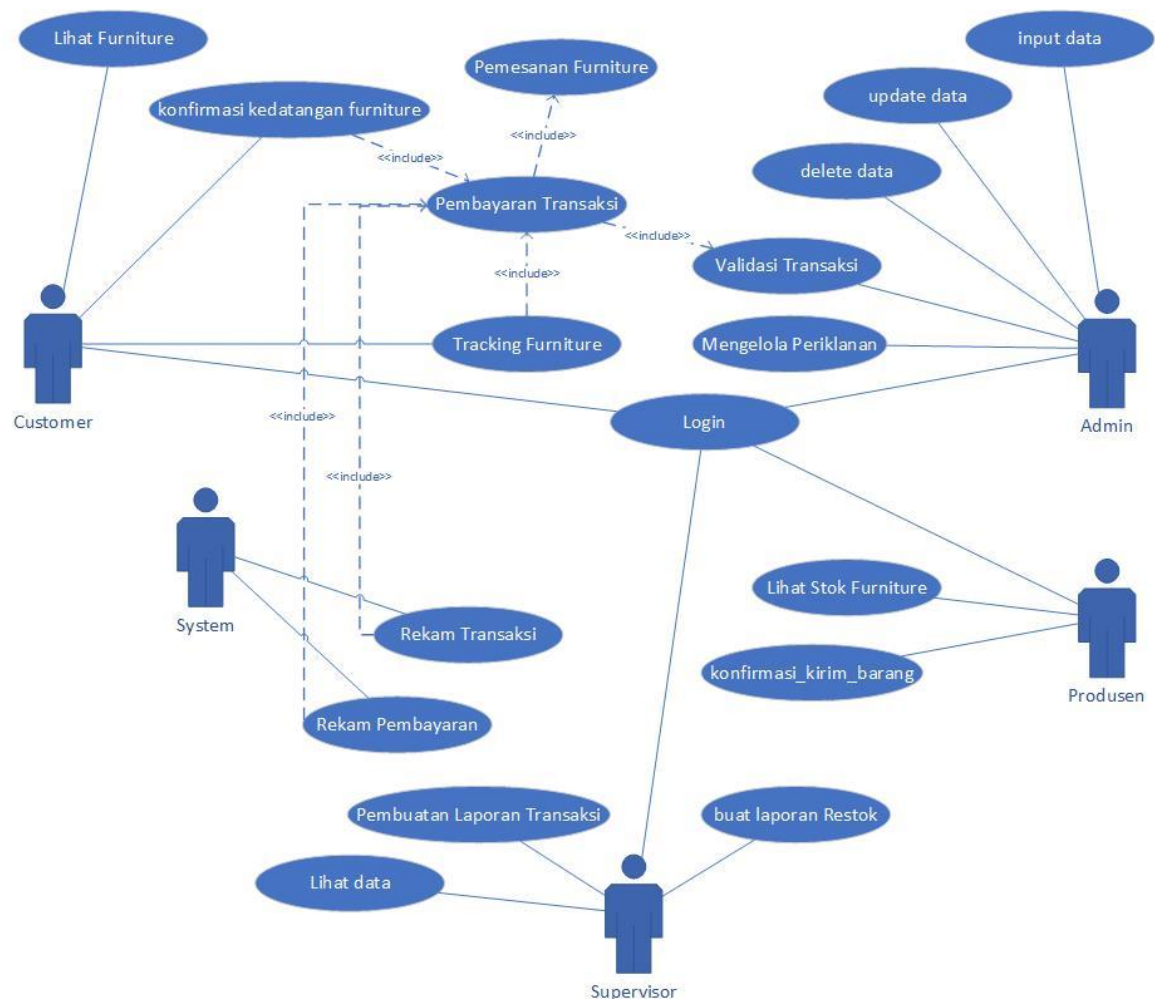 Lihat Furniture
input data
Pemesanan Furniture
update data
konfirmasi kedatangan furniture
<<include>>
<<include>>
delete data
Pembayaran Transaksi
<<include>>
Validasi Transaksi
<<include>>
Tracking Furniture
Mengelola Periklanan
Customer
<<include>>
Login
Admin
<<include>>
Lihat Stok Furniture
System
Rekam Transaksi
konfirmasi_kirim_barang
Produsen
Rekam Pembayaran
Pembuatan Laporan Transaksi
buat laporan Restok
Lihat data
Supervisor